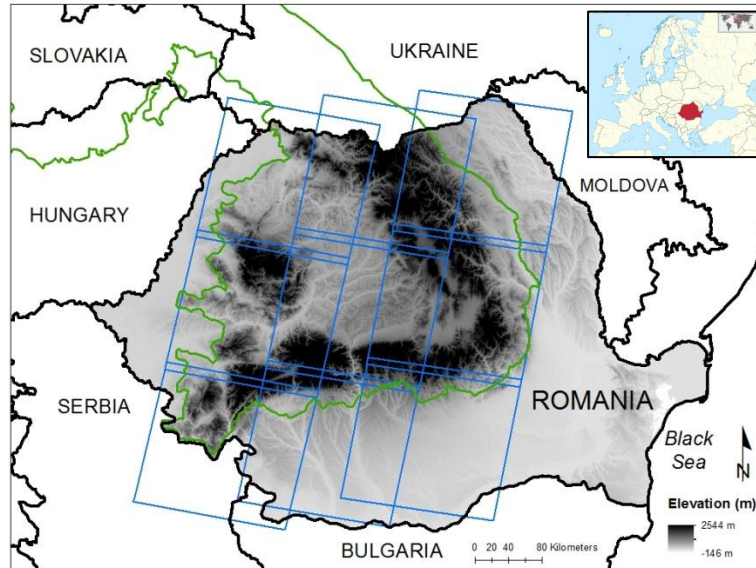 SLOVAKIA
UKRAINE
MOLDOVA
HUNGARY
SERBIA
ROMANIA
Black
Sea
N
Elevation (m)
2544 m
-146 m
BULGARIA
0 20 40 80 Kilometers